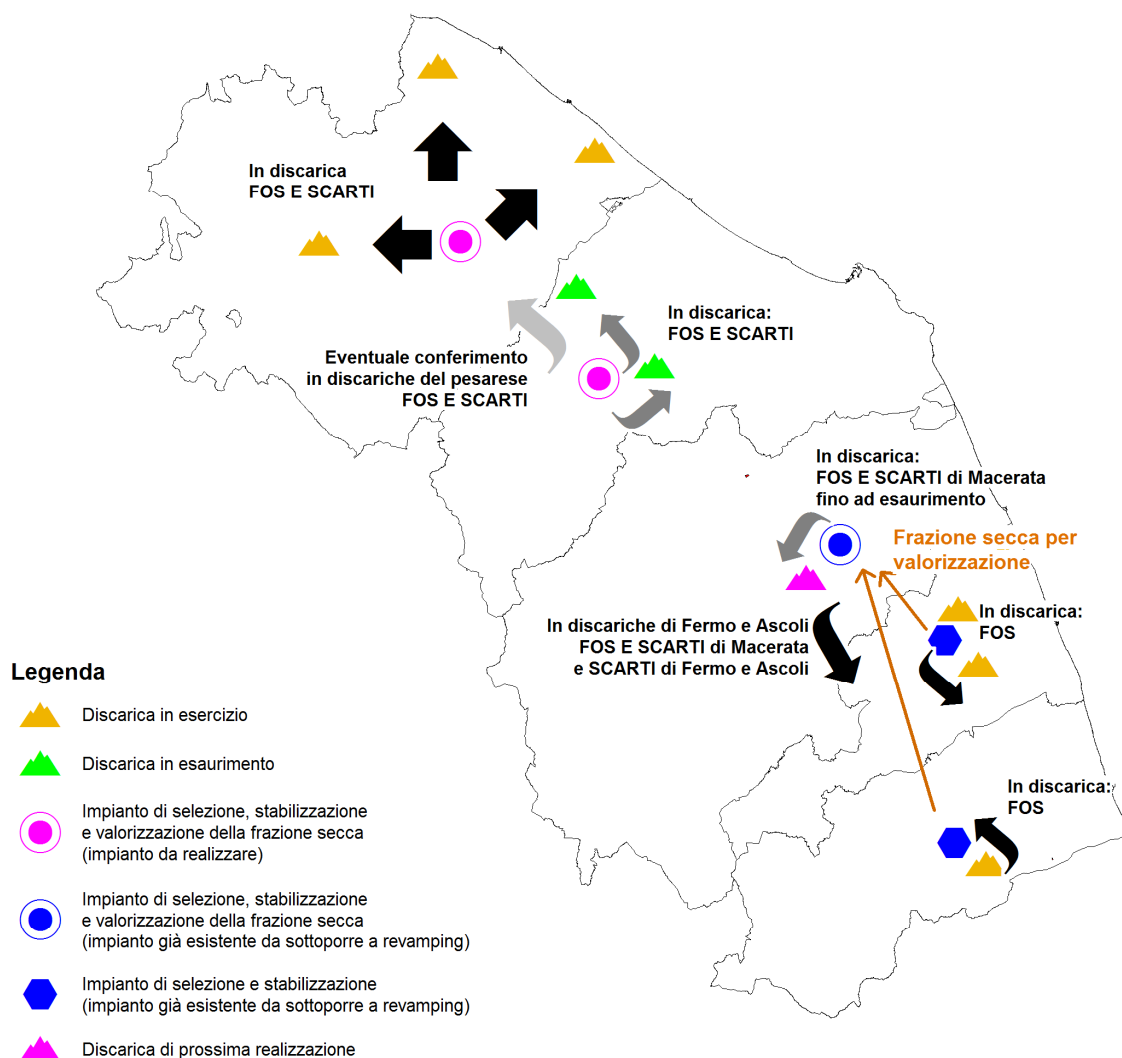 In discarica
FOS E SCARTI
In discarica:
FOS E SCARTI
Eventuale conferimento
in discariche del pesarese
FOS E SCARTI
In discarica:
FOS E SCARTI di Macerata
fino ad esaurimento
Frazione secca per
valorizzazione
In discarica:
FOS
In discariche di Fermo e Ascoli
FOS E SCARTI di Macerata
e SCARTI di Fermo e Ascoli
In discarica:
FOS
Legenda
Discarica in esercizio
Discarica in esaurimento
Impianto di selezione, stabilizzazione
e valorizzazione della frazione secca
(impianto da realizzare)
Impianto di selezione, stabilizzazione
e valorizzazione della frazione secca
(impianto già esistente da sottoporre a revamping)
Impianto di selezione e stabilizzazione
(impianto già esistente da sottoporre a revamping)
Discarica di prossima realizzazione